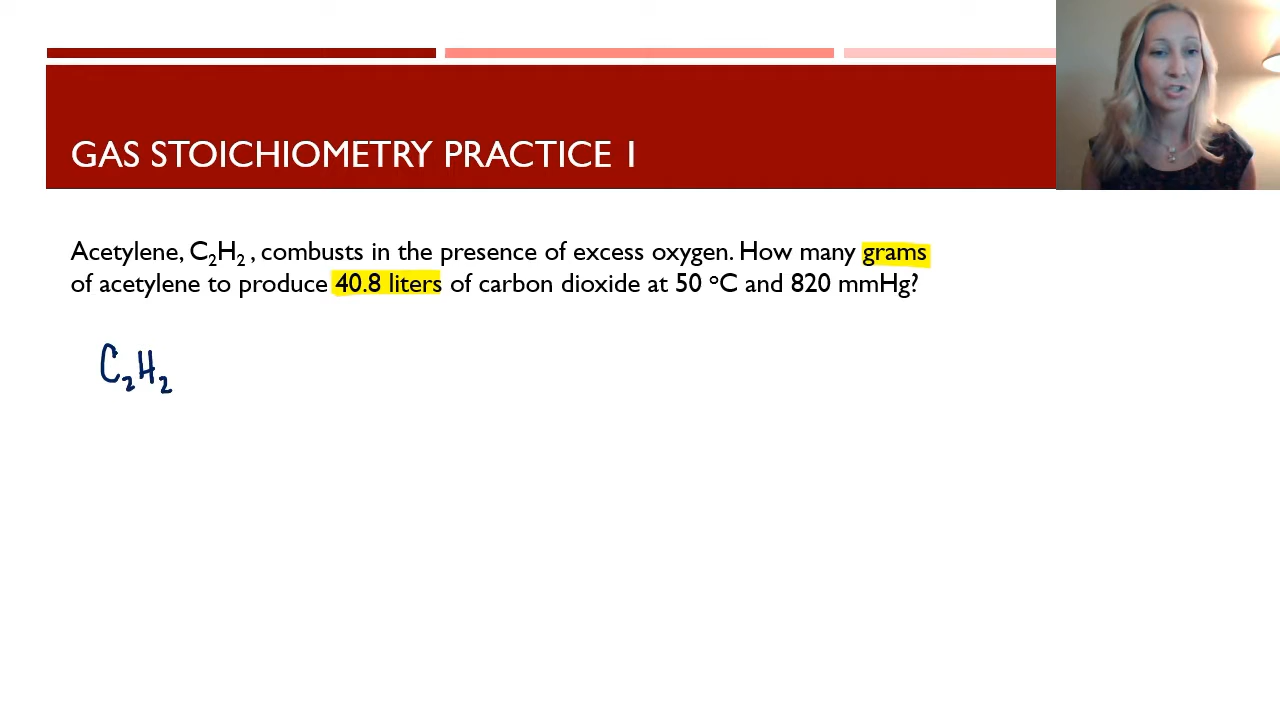 GAS STOICHIOMETRY PRACTICE 1
Acetylene, C₂H₂ , combusts in the presence of excess oxygen. How many grams
of acetylene to produce 40.8 liters of carbon dioxide at 50 °C and 820 mmHg?
C₂H₂